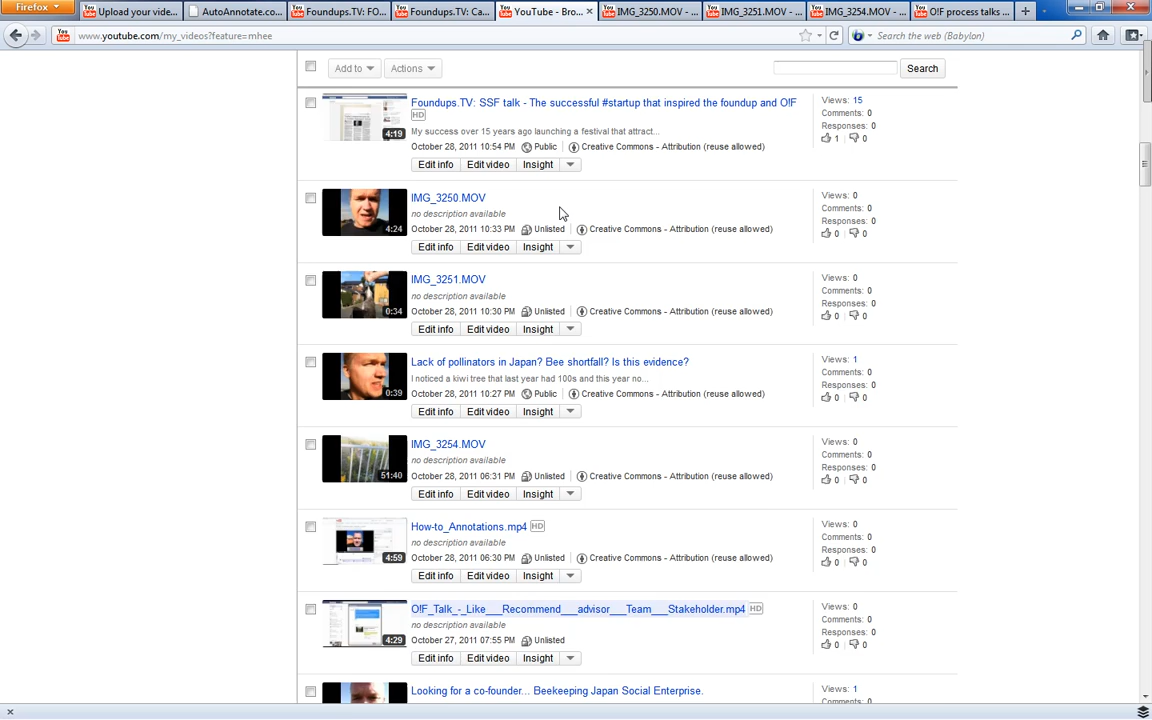 Firefox
Upload your vide...
AutoAnnotate.co...
Foundups.TV: FO...
Foundups.TV: Ca...
YouTube - Bro... ×
IMG_3250.MOV - ...
IMG_3251.MOV - ...
IMG_3254.MOV - ...
O!F process talks ...
www.youtube.com/my_videos?feature=mhee
Search the web (Babylon)
Add to
Actions
Search
Foundups.TV: SSF talk - The successful #startup that inspired the foundup and O!F
HD
My success over 15 years ago launching a festival that attract...
4:19
October 28, 2011 10:54 PM Public Creative Commons - Attribution (reuse allowed)
Edit info Edit video Insight
Views: 15
Comments: 0
Responses: 0
1 0
IMG_3250.MOV
no description available
4:24
October 28, 2011 10:33 PM Unlisted Creative Commons - Attribution (reuse allowed)
Edit info Edit video Insight
Views: 0
Comments: 0
Responses: 0
0 0
IMG_3251.MOV
no description available
0:34
October 28, 2011 10:30 PM Unlisted Creative Commons - Attribution (reuse allowed)
Edit info Edit video Insight
Views: 0
Comments: 0
Responses: 0
0 0
Lack of pollinators in Japan? Bee shortfall? Is this evidence?
I noticed a kiwi tree that last year had 100s and this year no...
0:39
October 28, 2011 10:27 PM Public Creative Commons - Attribution (reuse allowed)
Edit info Edit video Insight
Views: 1
Comments: 0
Responses: 0
0 0
IMG_3254.MOV
no description available
51:40
October 28, 2011 06:31 PM Unlisted Creative Commons - Attribution (reuse allowed)
Edit info Edit video Insight
Views: 0
Comments: 0
Responses: 0
0 0
How-to_Annotations.mp4 HD
no description available
4:59
October 28, 2011 06:30 PM Unlisted Creative Commons - Attribution (reuse allowed)
Edit info Edit video Insight
Views: 0
Comments: 0
Responses: 0
0 0
O!F_Talk_-_Like___Recommend___advisor___Team___Stakeholder.mp4 HD
no description available
4:29
October 27, 2011 07:55 PM Unlisted
Edit info Edit video Insight
Views: 0
Comments: 0
Responses: 0
0 0
Looking for a co-founder... Beekeeping Japan Social Enterprise.
Views: 1